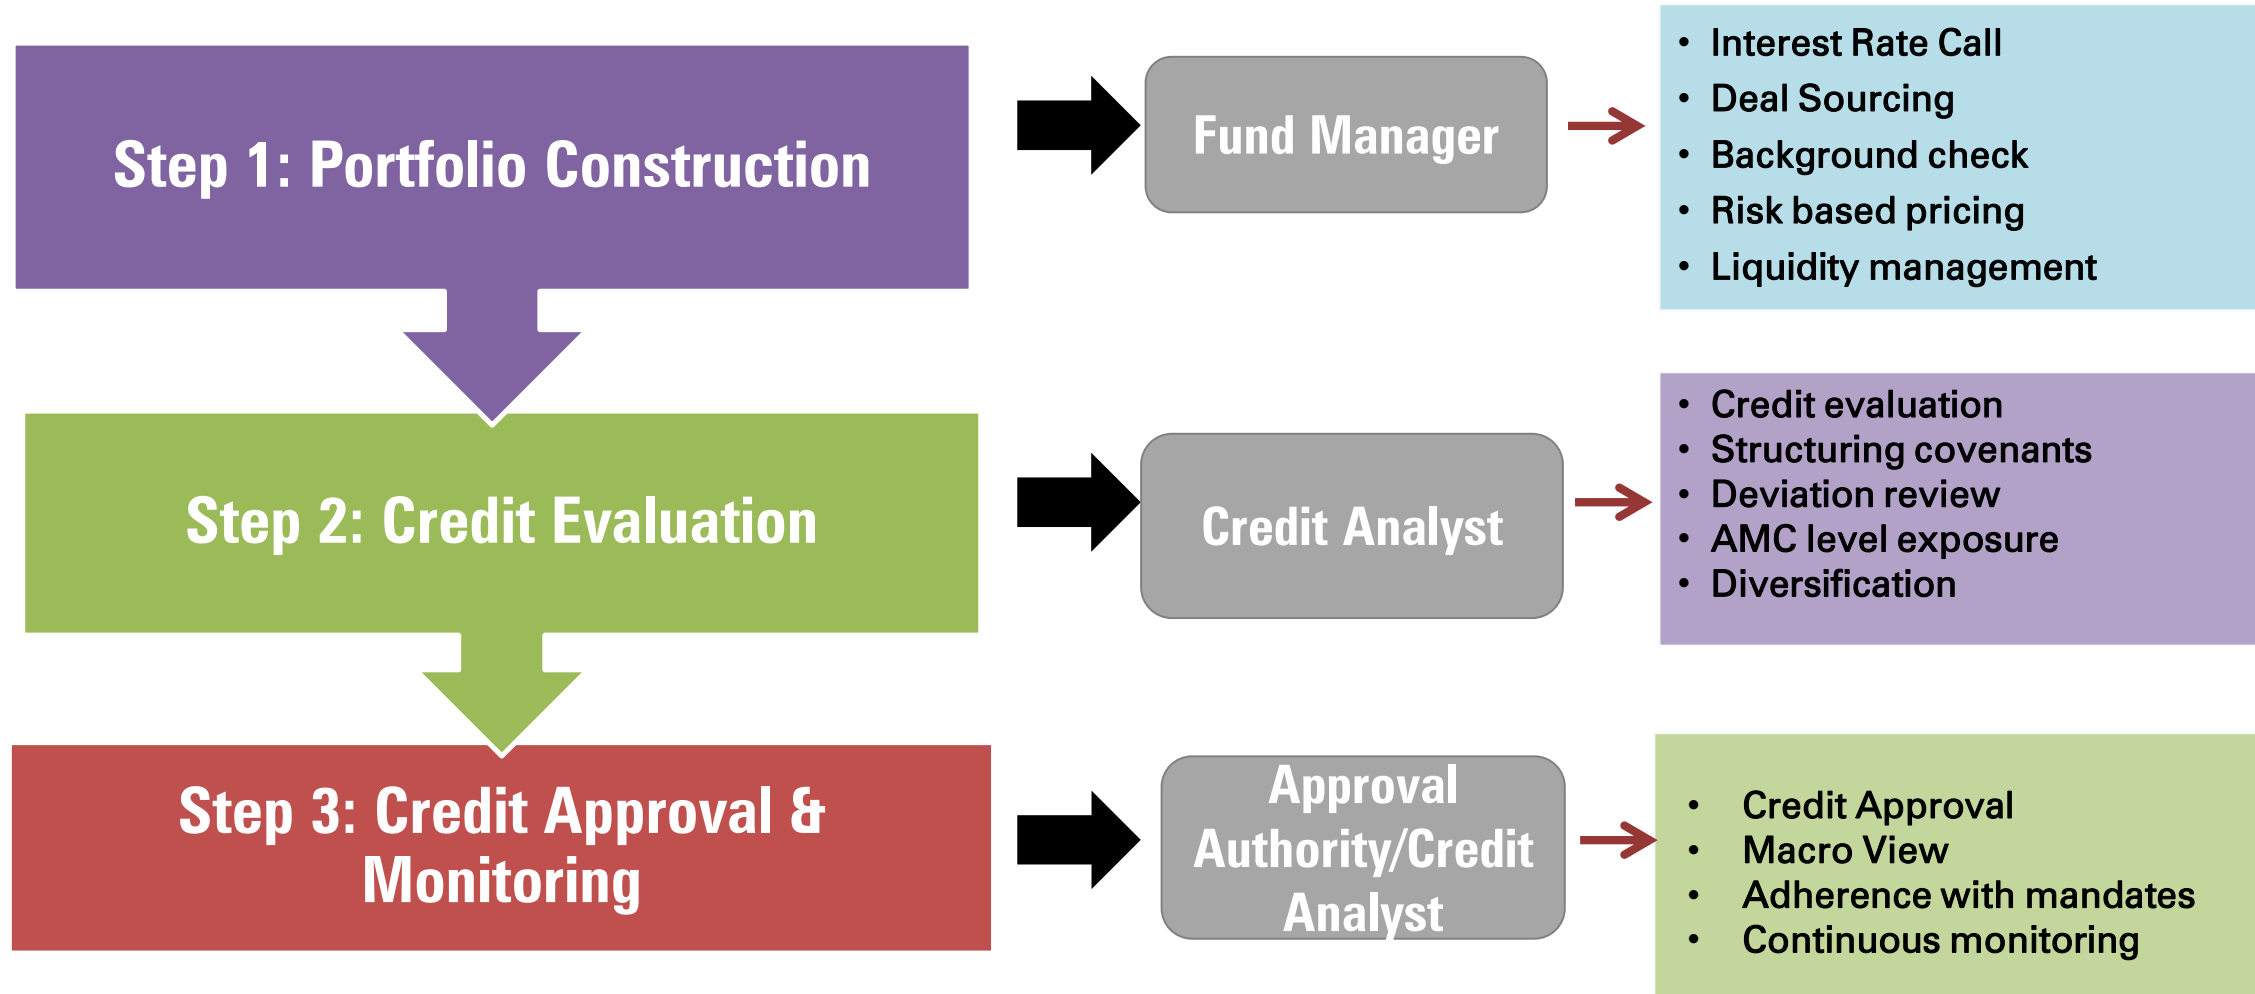 Step 1: Portfolio Construction
Fund Manager
• Interest Rate Call
• Deal Sourcing
• Background check
• Risk based pricing
• Liquidity management
Step 2: Credit Evaluation
Credit Analyst
• Credit evaluation
• Structuring covenants
• Deviation review
• AMC level exposure
• Diversification
Step 3: Credit Approval &
Monitoring
Approval
Authority/Credit
Analyst
• Credit Approval
• Macro View
• Adherence with mandates
• Continuous monitoring